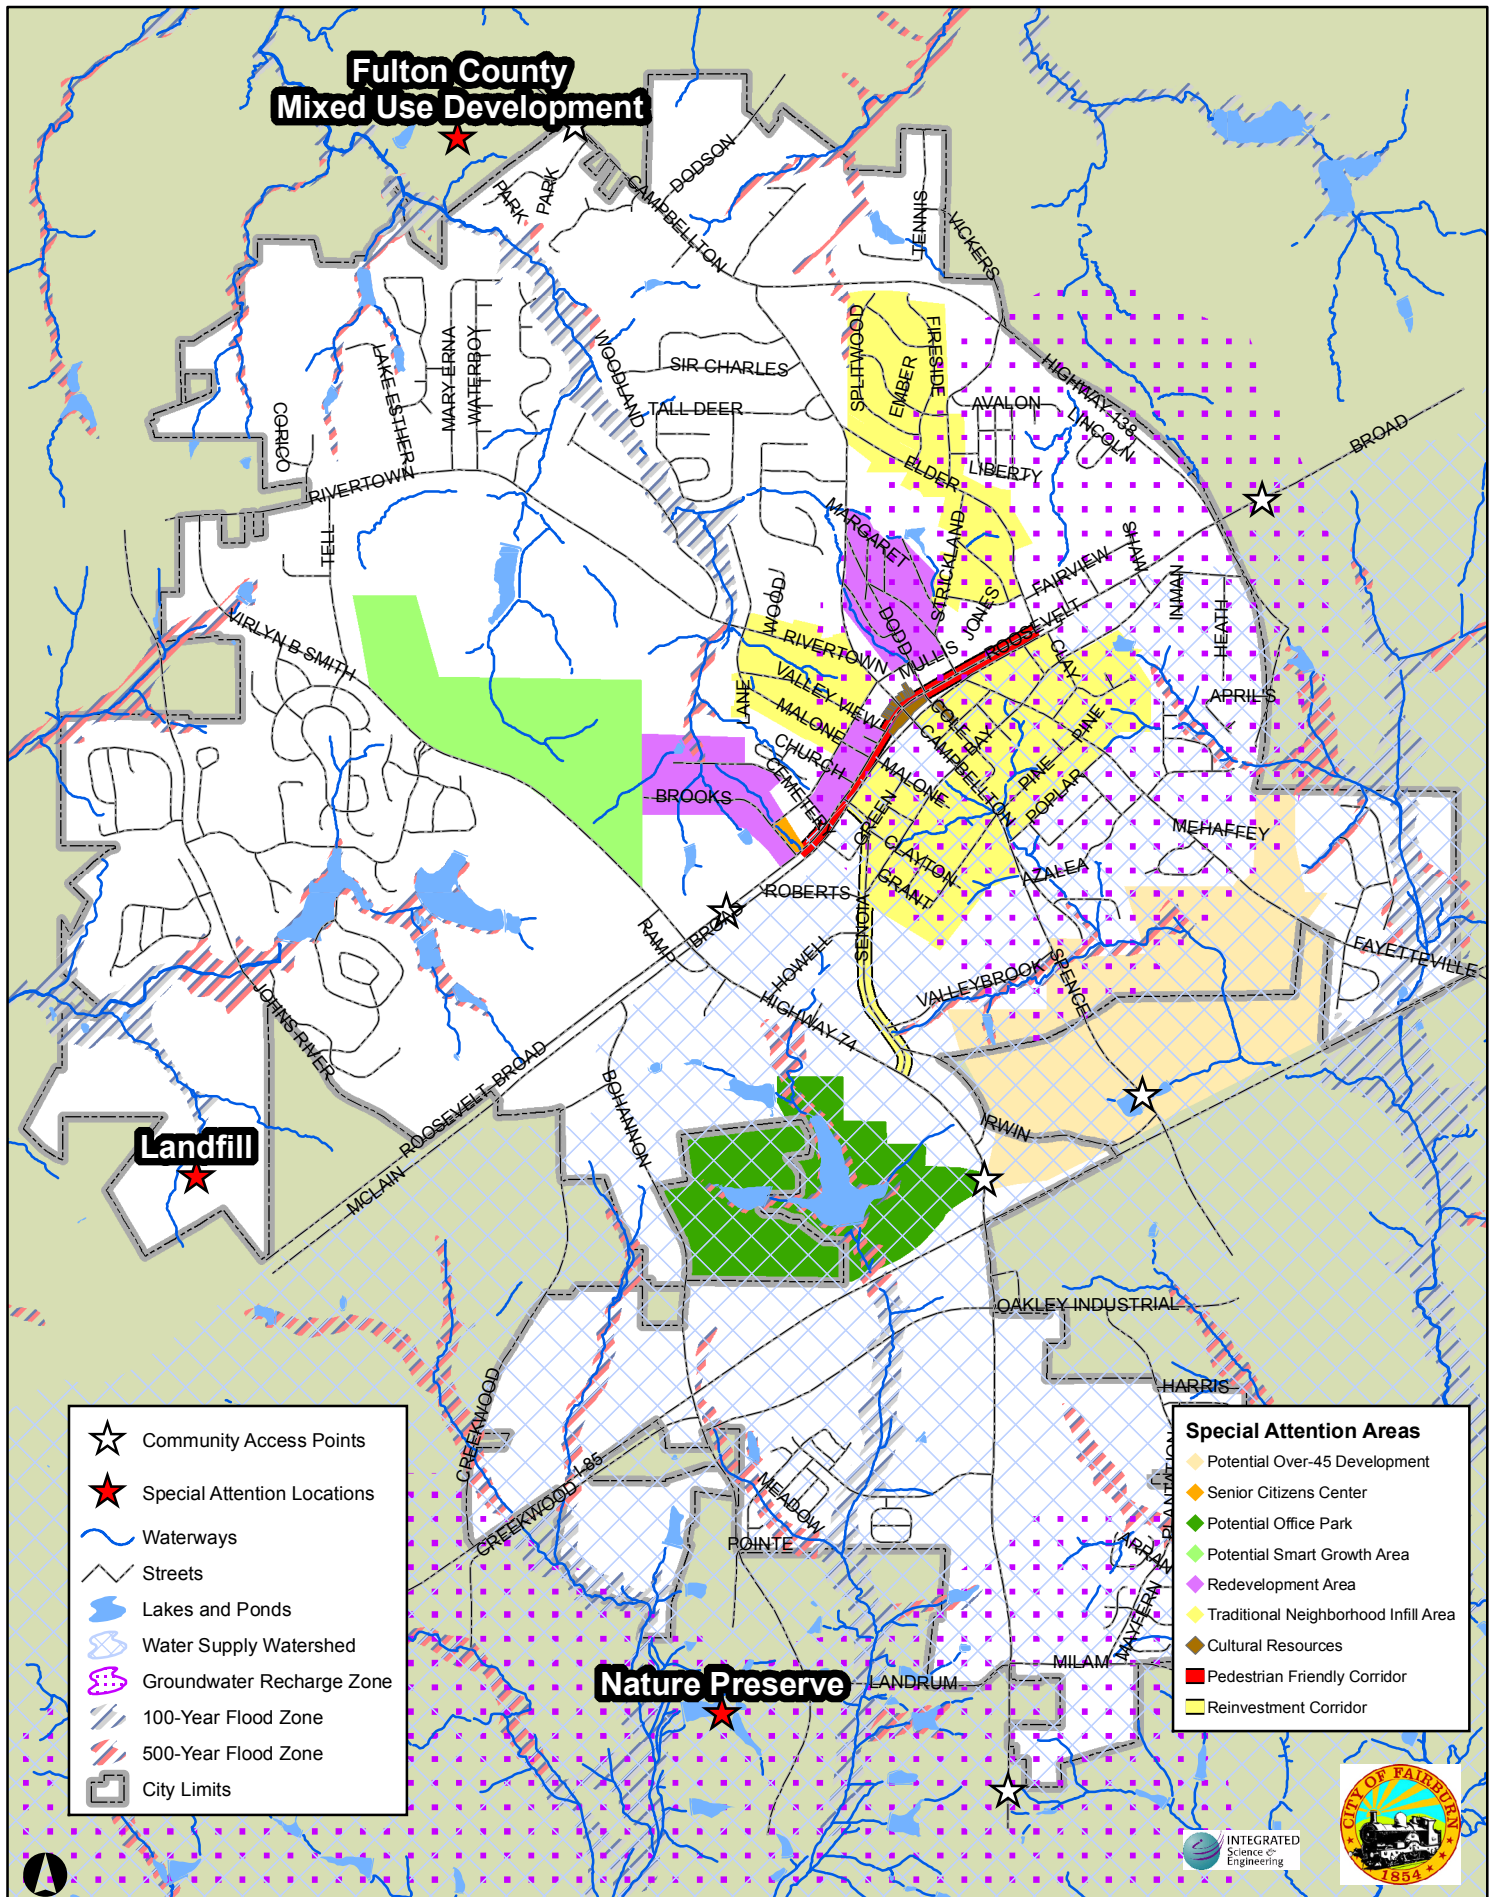 Fulton County
Mixed Use Development
DODSON
CAMPBELLTON
PARK
PARK
TENNIS
VICKERS
SPLITWOOD
FIRESIDE
EMBER
HIGHWAY 138
WOODLAND
SIR CHARLES
TALL DEER
MARY ERNA
WATERBOY
LAKE ESTHER
CORICO
RIVERTOWN
AVALON
LINCOLN
BROAD
LIBERTY
ELDER
MARGARET
STRICKLAND
TELL
SHAW
FAIRVIEW
INMAN
HEATH
WOOD
JONES
DODD
MULLIS
ROOSEVELT
VIRLYN B SMITH
RIVERTOWN
CLAY
VALLEY VIEW
LANE
MALONE
APRIL'S
COLE
BAY
PINE
CAMPBELLTON
CHURCH
CEMETERY
MALONE
PINE
POPLAR
BROOKS
GREEN
MEHAFFEY
CLAYTON
GRANT
AZALEA
ROBERTS
SENOIA
RAMP
BROAD
HOWELL
FAYETTEVILLE
VALLEYBROOK
SPENCE
HIGHWAY 74
JOHNS RIVER
ROOSEVELT
BROAD
BOHANNON
IRWIN
Landfill
MCLAIN
OAKLEY INDUSTRIAL
HARRIS
CREEKWOOD
CREEKWOOD
I-85
MEADOW
POINTE
PLANTATION
ARRAN
MAYFERN
MILAM
LANDRUM
Nature Preserve
Community Access Points
Special Attention Locations
Waterways
Streets
Lakes and Ponds
Water Supply Watershed
Groundwater Recharge Zone
100-Year Flood Zone
500-Year Flood Zone
City Limits
Special Attention Areas
Potential Over-45 Development
Senior Citizens Center
Potential Office Park
Potential Smart Growth Area
Redevelopment Area
Traditional Neighborhood Infill Area
Cultural Resources
Pedestrian Friendly Corridor
Reinvestment Corridor
INTEGRATED
Science &
Engineering
CITY OF FAIRBURN
1854